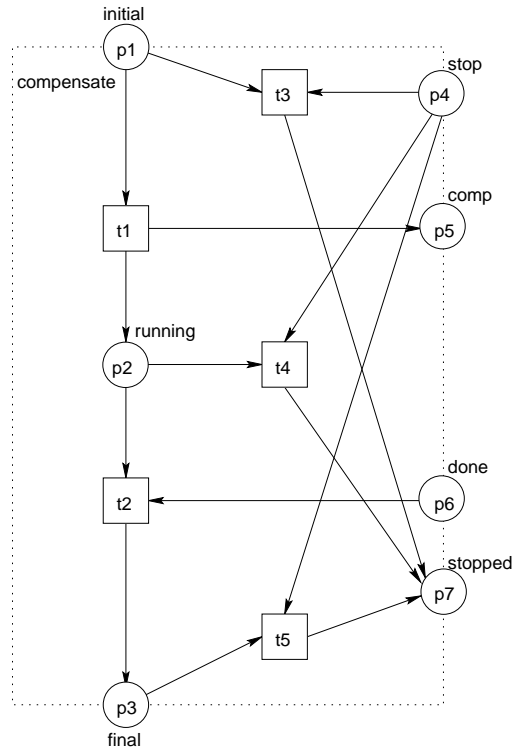 initial
p1
compensate
t3
stop
p4
comp
t1
p5
running
p2
t4
done
t2
p6
stopped
p7
t5
p3
final